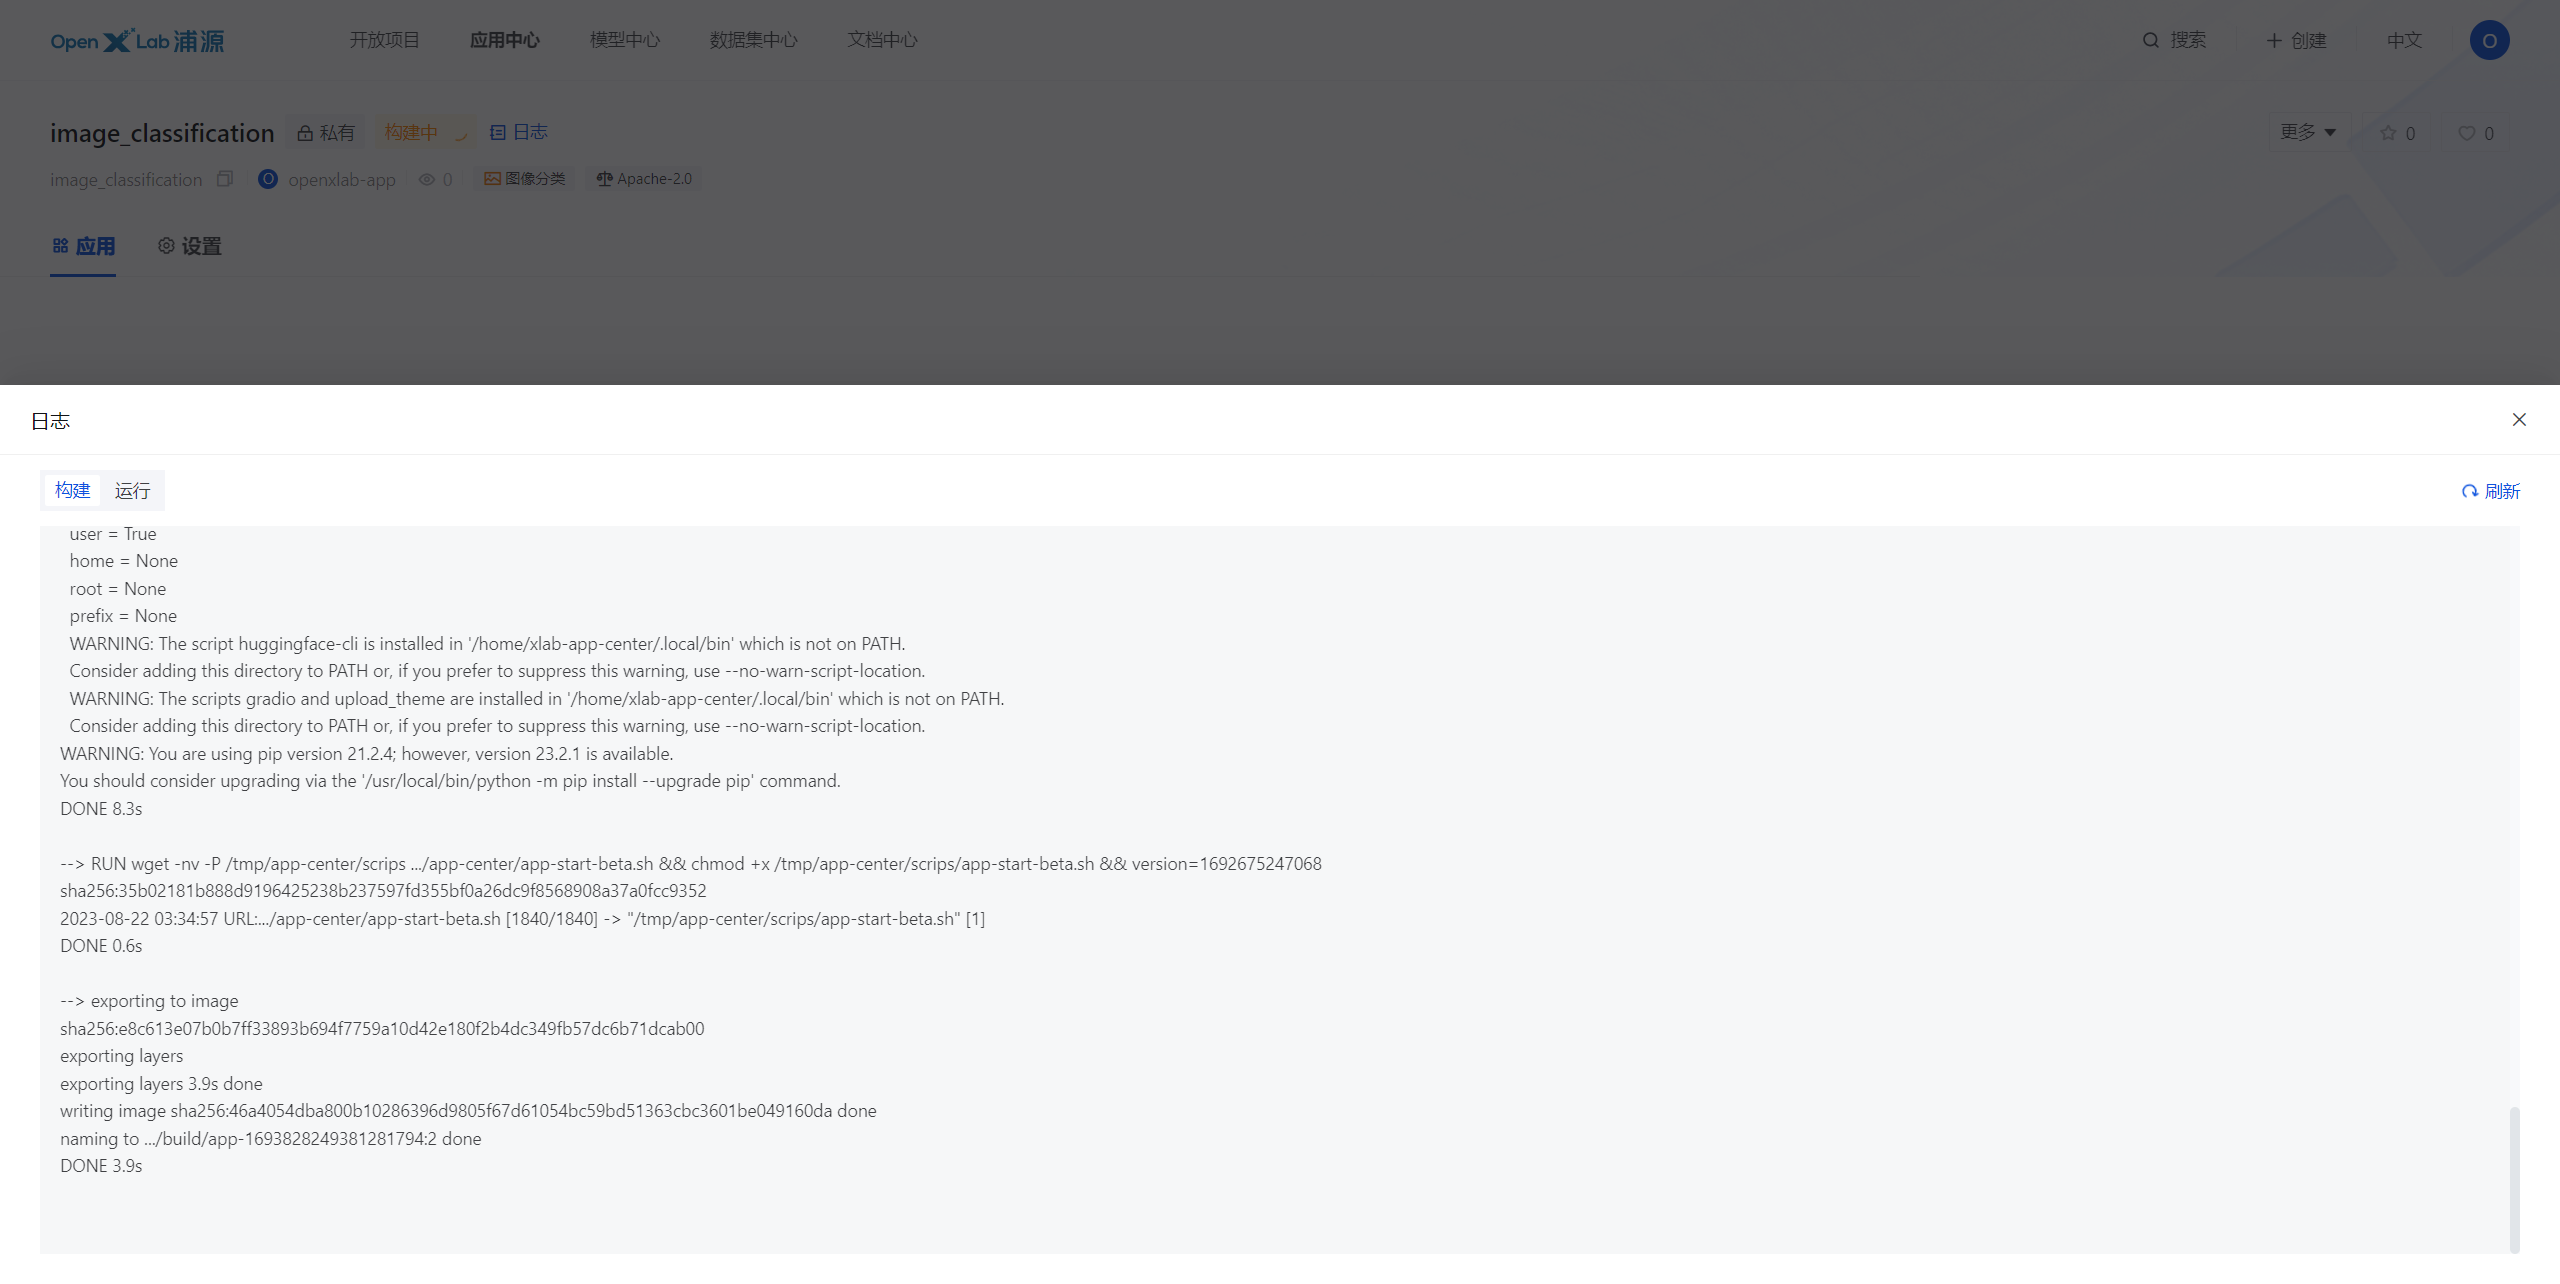 Open X Lab 浦源
开放项目 应用中心 模型中心 数据集中心 文档中心 搜索 创建 中文 O
image_classification 私有 构建中 日志 更多 0 0
image_classification O openxlab-app 0 图像分类 Apache-2.0
应用 设置
日志
构建 运行 刷新
user = True
home = None
root = None
prefix = None
WARNING: The script huggingface-cli is installed in '/home/xlab-app-center/.local/bin' which is not on PATH.
Consider adding this directory to PATH or, if you prefer to suppress this warning, use --no-warn-script-location.
WARNING: The scripts gradio and upload_theme are installed in '/home/xlab-app-center/.local/bin' which is not on PATH.
Consider adding this directory to PATH or, if you prefer to suppress this warning, use --no-warn-script-location.
WARNING: You are using pip version 21.2.4; however, version 23.2.1 is available.
You should consider upgrading via the '/usr/local/bin/python -m pip install --upgrade pip' command.
DONE 8.3s
--> RUN wget -nv -P /tmp/app-center/scrips .../app-center/app-start-beta.sh && chmod +x /tmp/app-center/scrips/app-start-beta.sh && version=1692675247068
sha256:35b02181b888d9196425238b237597fd355bf0a26dc9f8568908a37a0fcc9352
2023-08-22 03:34:57 URL:.../app-center/app-start-beta.sh [1840/1840] -> "/tmp/app-center/scrips/app-start-beta.sh" [1]
DONE 0.6s
--> exporting to image
sha256:e8c613e07b0b7ff33893b694f7759a10d42e180f2b4dc349fb57dc6b71dcab00
exporting layers
exporting layers 3.9s done
writing image sha256:46a4054dba800b10286396d9805f67d61054bc59bd51363cbc3601be049160da done
naming to .../build/app-1693828249381281794:2 done
DONE 3.9s